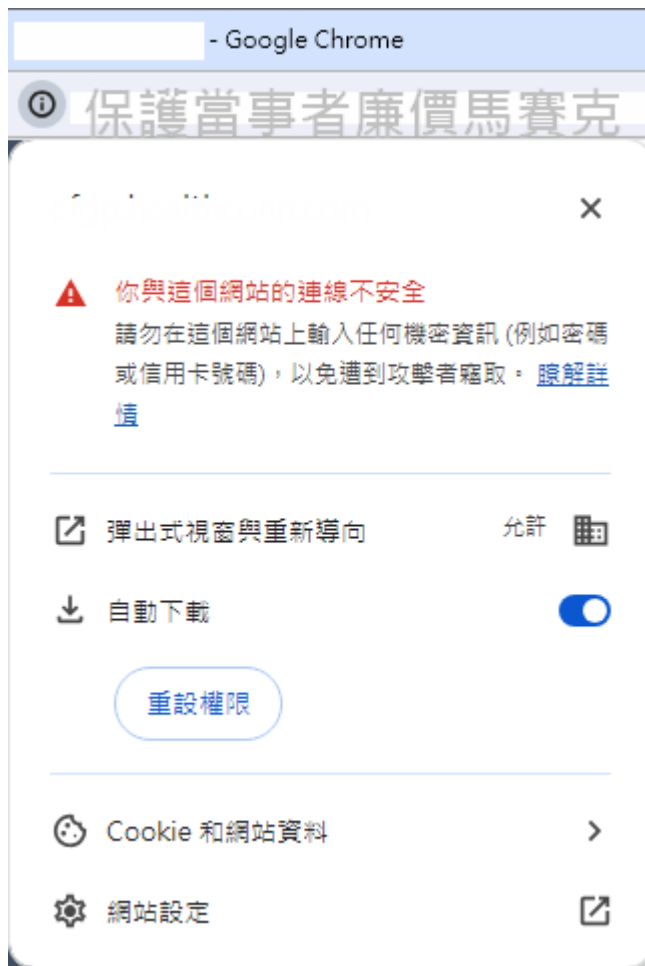 - Google Chrome
保護當事者廉價馬賽克
你與這個網站的連線不安全
請勿在這個網站上輸入任何機密資訊 (例如密碼
或信用卡號碼)，以免遭到攻擊者竊取。 瞭解詳
情
彈出式視窗與重新導向 允許
自動下載
重設權限
Cookie 和網站資料
網站設定